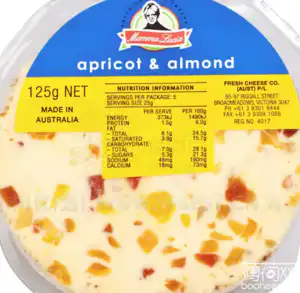 Mamma Lucia
apricot & almond
125g NET
MADE IN
AUSTRALIA
NUTRITION INFORMATION
SERVINGS PER PACKAGE: 5
SERVING SIZE 25g
PER SERVE PER 100g
ENERGY 373kJ 1490kJ
PROTEIN 1.5g 6.0g
FAT
- TOTAL 6.1g 24.5g
- SATURATED 3.9g 15.7g
CARBOHYDRATE
- TOTAL 7.0g 28.1g
- SUGARS 5.3g 21.3g
SODIUM 48mg 190mg
CALCIUM 18mg 73mg
FRESH CHEESE CO.
(AUST) P/L
BROADMEADOWS, VICTORIA 3047
REG NO. 4017